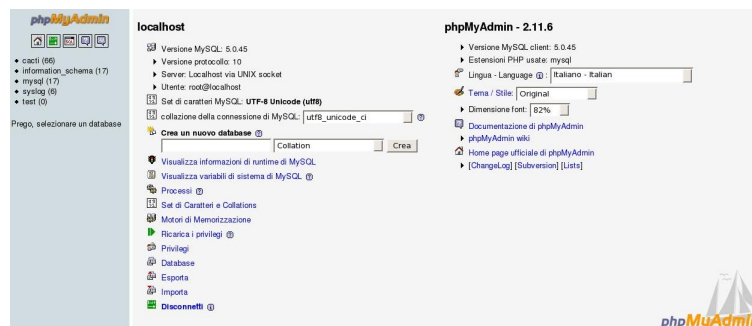 phpMyAdmin
cacti (66)
information_schema (17)
mysql (17)
syslog (6)
test (0)
Prego, selezionare un database
localhost
Versione MySQL: 5.0.45
Versione protocollo: 10
Server: Localhost via UNIX socket
Utente: root@localhost
Set di caratteri MySQL: UTF-8 Unicode (utf8)
collazione della connessione di MySQL: utf8_unicode_ci
Crea un nuovo database
Collation Crea
Visualizza informazioni di runtime di MySQL
Visualizza variabili di sistema di MySQL
Processi
Set di Caratteri e Collations
Motori di Memorizzazione
Ricarica i privilegi
Privilegi
Database
Esporta
Importa
Disconnetti
phpMyAdmin - 2.11.6
Versione MySQL client: 5.0.45
Estensioni PHP usate: mysql
Lingua - Language : Italiano - Italian
Tema / Stile: Original
Dimensione font: 82%
Documentazione di phpMyAdmin
phpMyAdmin wiki
Home page ufficiale di phpMyAdmin
[ChangeLog] [Subversion] [Lists]
phpMyAdmi